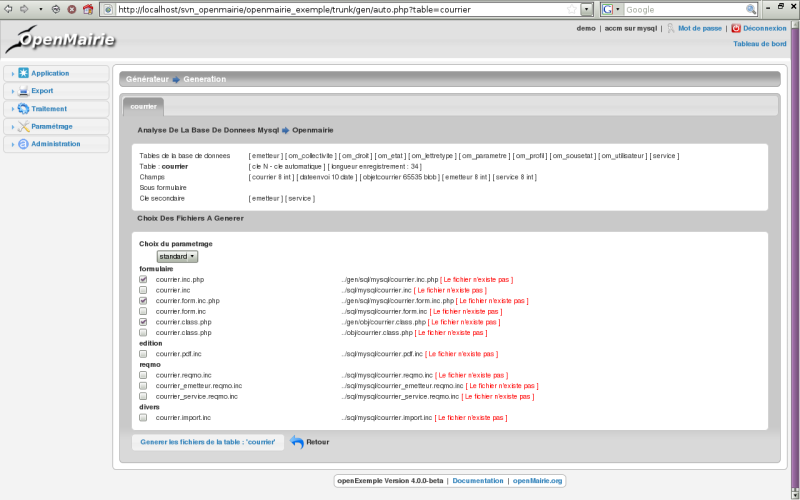 http://localhost/svn_openmairie/openmairie_exemple/trunk/gen/auto.php?table=courrier
Google
OpenMairie
demo | accm sur mysql | Mot de passe | Déconnexion
Tableau de bord
Application
Export
Traitement
Paramétrage
Administration
Générateur Generation
courrier
Analyse De La Base De Donnees Mysql Openmairie
Tables de la base de donnees [ emetteur ] [ om_collectivite ] [ om_droit ] [ om_etat ] [ om_lettretype ] [ om_parametre ] [ om_profil ] [ om_sousetat ] [ om_utilisateur ] [ service ]
Table : courrier [ cle N - cle automatique ] [ longueur enregistrement : 34 ]
Champs [ courrier 8 int ] [ dateenvoi 10 date ] [ objetcourrier 65535 blob ] [ emetteur 8 int ] [ service 8 int ]
Sous formulaire
Cle secondaire [ emetteur ] [ service ]
Choix Des Fichiers A Generer
Choix du parametrage
standard
formulaire
courrier.inc.php ../gen/sql/mysql/courrier.inc.php [ Le fichier n'existe pas ]
courrier.inc ../sql/mysql/courrier.inc [ Le fichier n'existe pas ]
courrier.form.inc.php ../gen/sql/mysql/courrier.form.inc.php [ Le fichier n'existe pas ]
courrier.form.inc ../sql/mysql/courrier.form.inc [ Le fichier n'existe pas ]
courrier.class.php ../gen/obj/courrier.class.php [ Le fichier n'existe pas ]
courrier.class.php ../obj/courrier.class.php [ Le fichier n'existe pas ]
edition
courrier.pdf.inc ../sql/mysql/courrier.pdf.inc [ Le fichier n'existe pas ]
reqmo
courrier.reqmo.inc ../sql/mysql/courrier.reqmo.inc [ Le fichier n'existe pas ]
courrier_emetteur.reqmo.inc ../sql/mysql/courrier_emetteur.reqmo.inc [ Le fichier n'existe pas ]
courrier_service.reqmo.inc ../sql/mysql/courrier_service.reqmo.inc [ Le fichier n'existe pas ]
divers
courrier.import.inc ../sql/mysql/courrier.import.inc [ Le fichier n'existe pas ]
Generer les fichiers de la table : 'courrier' Retour
openExemple Version 4.0.0-beta | Documentation | openMairie.org